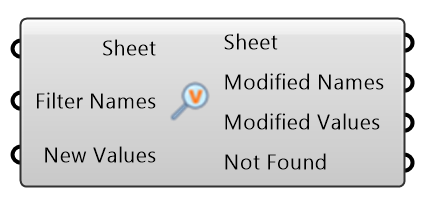 Sheet
Filter Names
New Values
V
Sheet
Modified Names
Modified Values
Not Found